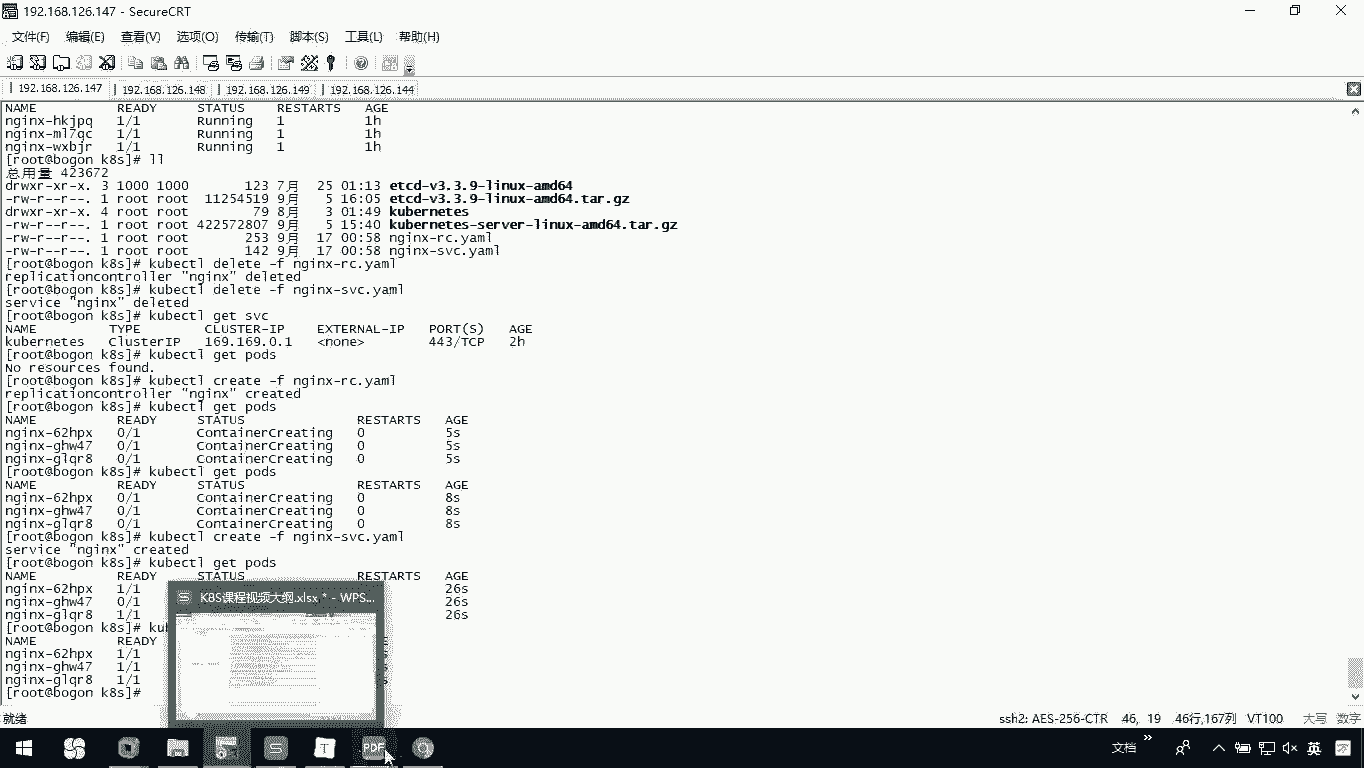 192.168.126.147 - SecureCRT
文件(F) 编辑(E) 查看(V) 选项(O) 传输(T) 脚本(S) 工具(L) 帮助(H)
192.168.126.147 192.168.126.148 192.168.126.149 192.168.126.144
NAME READY STATUS RESTARTS AGE
nginx-hkjpq 1/1 Running 1 1h
nginx-ml7qc 1/1 Running 1 1h
nginx-wxbjr 1/1 Running 1 1h
[root@bogon k8s]# ll
总用量 423672
drwxr-xr-x. 3 1000 1000 123 7月 25 01:13 etcd-v3.3.9-linux-amd64
-rw-r--r--. 1 root root 11254519 9月 5 16:05 etcd-v3.3.9-linux-amd64.tar.gz
drwxr-xr-x. 4 root root 79 8月 3 01:49 kubernetes
-rw-r--r--. 1 root root 422572807 9月 5 15:40 kubernetes-server-linux-amd64.tar.gz
-rw-r--r--. 1 root root 253 9月 17 00:58 nginx-rc.yaml
-rw-r--r--. 1 root root 142 9月 17 00:58 nginx-svc.yaml
[root@bogon k8s]# kubectl delete -f nginx-rc.yaml
replicationcontroller "nginx" deleted
[root@bogon k8s]# kubectl delete -f nginx-svc.yaml
service "nginx" deleted
[root@bogon k8s]# kubectl get svc
NAME TYPE CLUSTER-IP EXTERNAL-IP PORT(S) AGE
kubernetes ClusterIP 169.169.0.1 <none> 443/TCP 2h
[root@bogon k8s]# kubectl get pods
No resources found.
[root@bogon k8s]# kubectl create -f nginx-rc.yaml
replicationcontroller "nginx" created
[root@bogon k8s]# kubectl get pods
NAME READY STATUS RESTARTS AGE
nginx-62hpx 0/1 ContainerCreating 0 5s
nginx-ghw47 0/1 ContainerCreating 0 5s
nginx-glqr8 0/1 ContainerCreating 0 5s
[root@bogon k8s]# kubectl get pods
NAME READY STATUS RESTARTS AGE
nginx-62hpx 0/1 ContainerCreating 0 8s
nginx-ghw47 0/1 ContainerCreating 0 8s
nginx-glqr8 0/1 ContainerCreating 0 8s
[root@bogon k8s]# kubectl create -f nginx-svc.yaml
service "nginx" created
[root@bogon k8s]# kubectl get pods
NAME READY STATUS RESTARTS AGE
nginx-62hpx 1/1 26s
nginx-ghw47 0/1 26s
nginx-glqr8 1/1 26s
[root@bogon k8s]#
NAME READY
nginx-62hpx 1/1
nginx-ghw47 1/1
nginx-glqr8 1/1
[root@bogon k8s]#
K8S课程视频大纲.xlsx * - WPS...
就绪 ssh2: AES-256-CTR 46, 19 46行,167列 VT100 大写 数字
S T PDF 文档 英